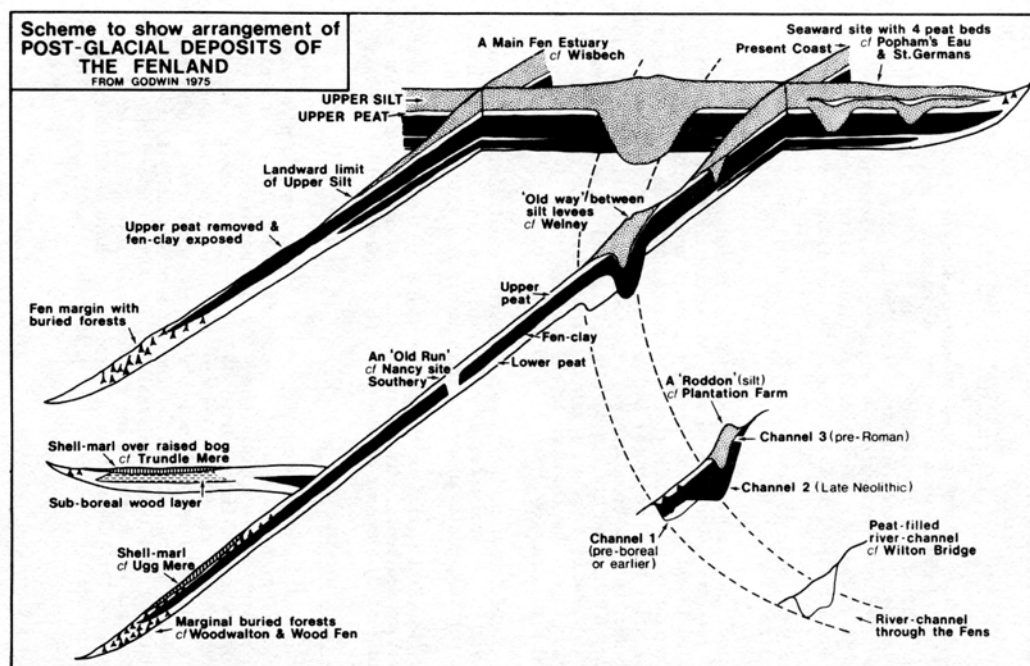 Scheme to show arrangement of
POST-GLACIAL DEPOSITS OF
THE FENLAND
FROM GODWIN 1975
A Main Fen Estuary
cf Wisbech
Present Coast
Seaward site with 4 peat beds
cf Popham's Eau
& St.Germans
UPPER SILT
UPPER PEAT
Landward limit
of Upper Silt
'Old way'/between
silt levees
cf Welney
Upper peat removed &
fen-clay exposed
Upper
peat
Fen margin with
buried forests
Fen-clay
An 'Old Run'
cf Nancy site
Southery
Lower peat
A 'Roddon' (silt)
cf Plantation Farm
Channel 3 (pre-Roman)
Shell-marl over raised bog
cf Trundle Mere
Channel 2 (Late Neolithic)
Sub-boreal wood layer
Channel 1
(pre-boreal
or earlier)
Peat-filled
river-channel
cf Wilton Bridge
Shell-marl
cf Ugg Mere
Marginal buried forests
cf Woodwalton & Wood Fen
River-channel
through the Fens